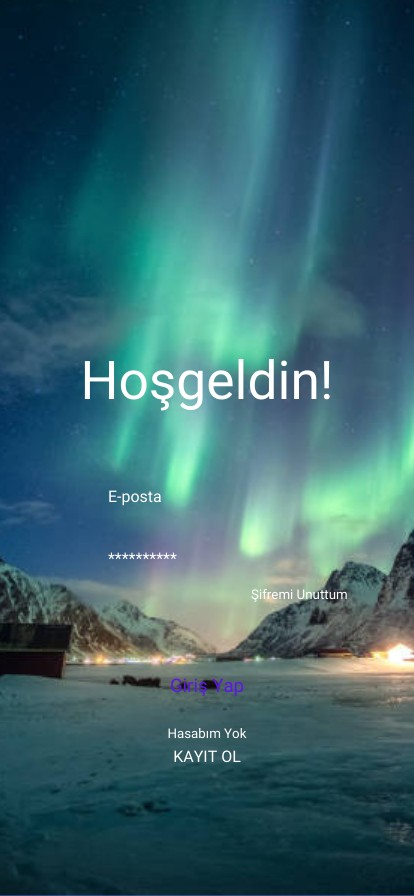 Hoşgeldin!
E-posta
**********
Şifremi Unuttum
Giriş Yap
Hasabım Yok
KAYIT OL